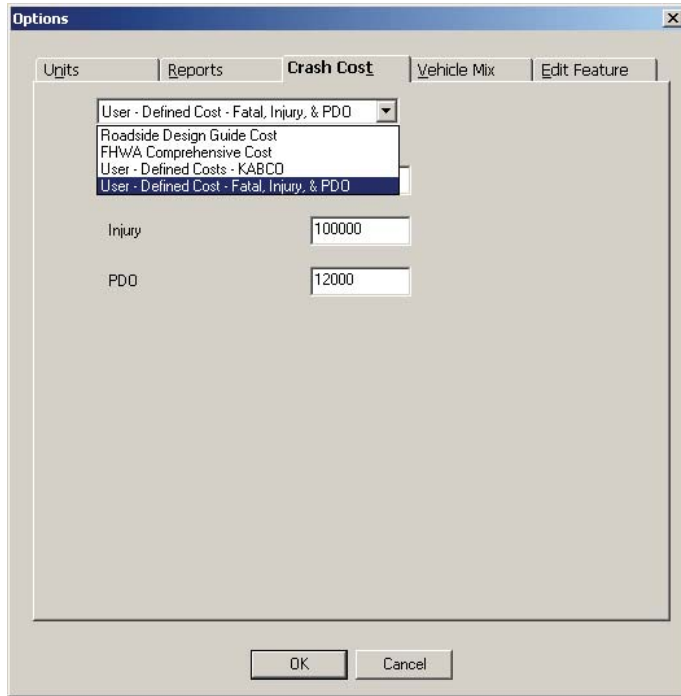 Options
Units Reports Crash Cost Vehicle Mix Edit Feature
User - Defined Cost - Fatal, Injury, & PDO
Roadside Design Guide Cost
FHWA Comprehensive Cost
User - Defined Costs - KABCO
User - Defined Cost - Fatal, Injury, & PDO
Injury 100000
PDO 12000
OK Cancel